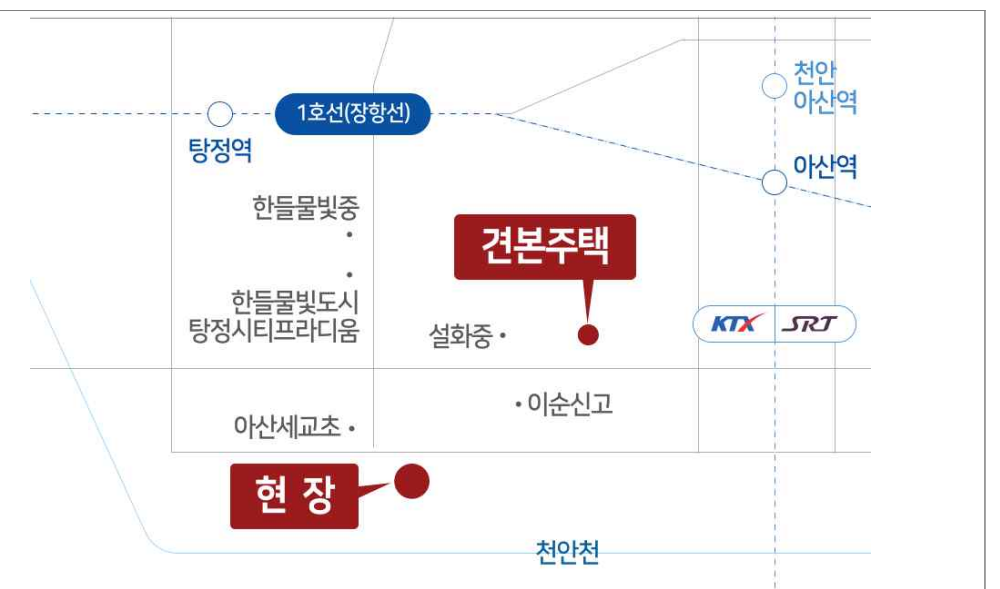 천안
아산역
1호선(장항선)
탕정역
아산역
한들물빛중
견본주택
한들물빛도시
탕정시티프라디움
설화중
KTX SRT
이순신고
아산세교초
현 장
천안천